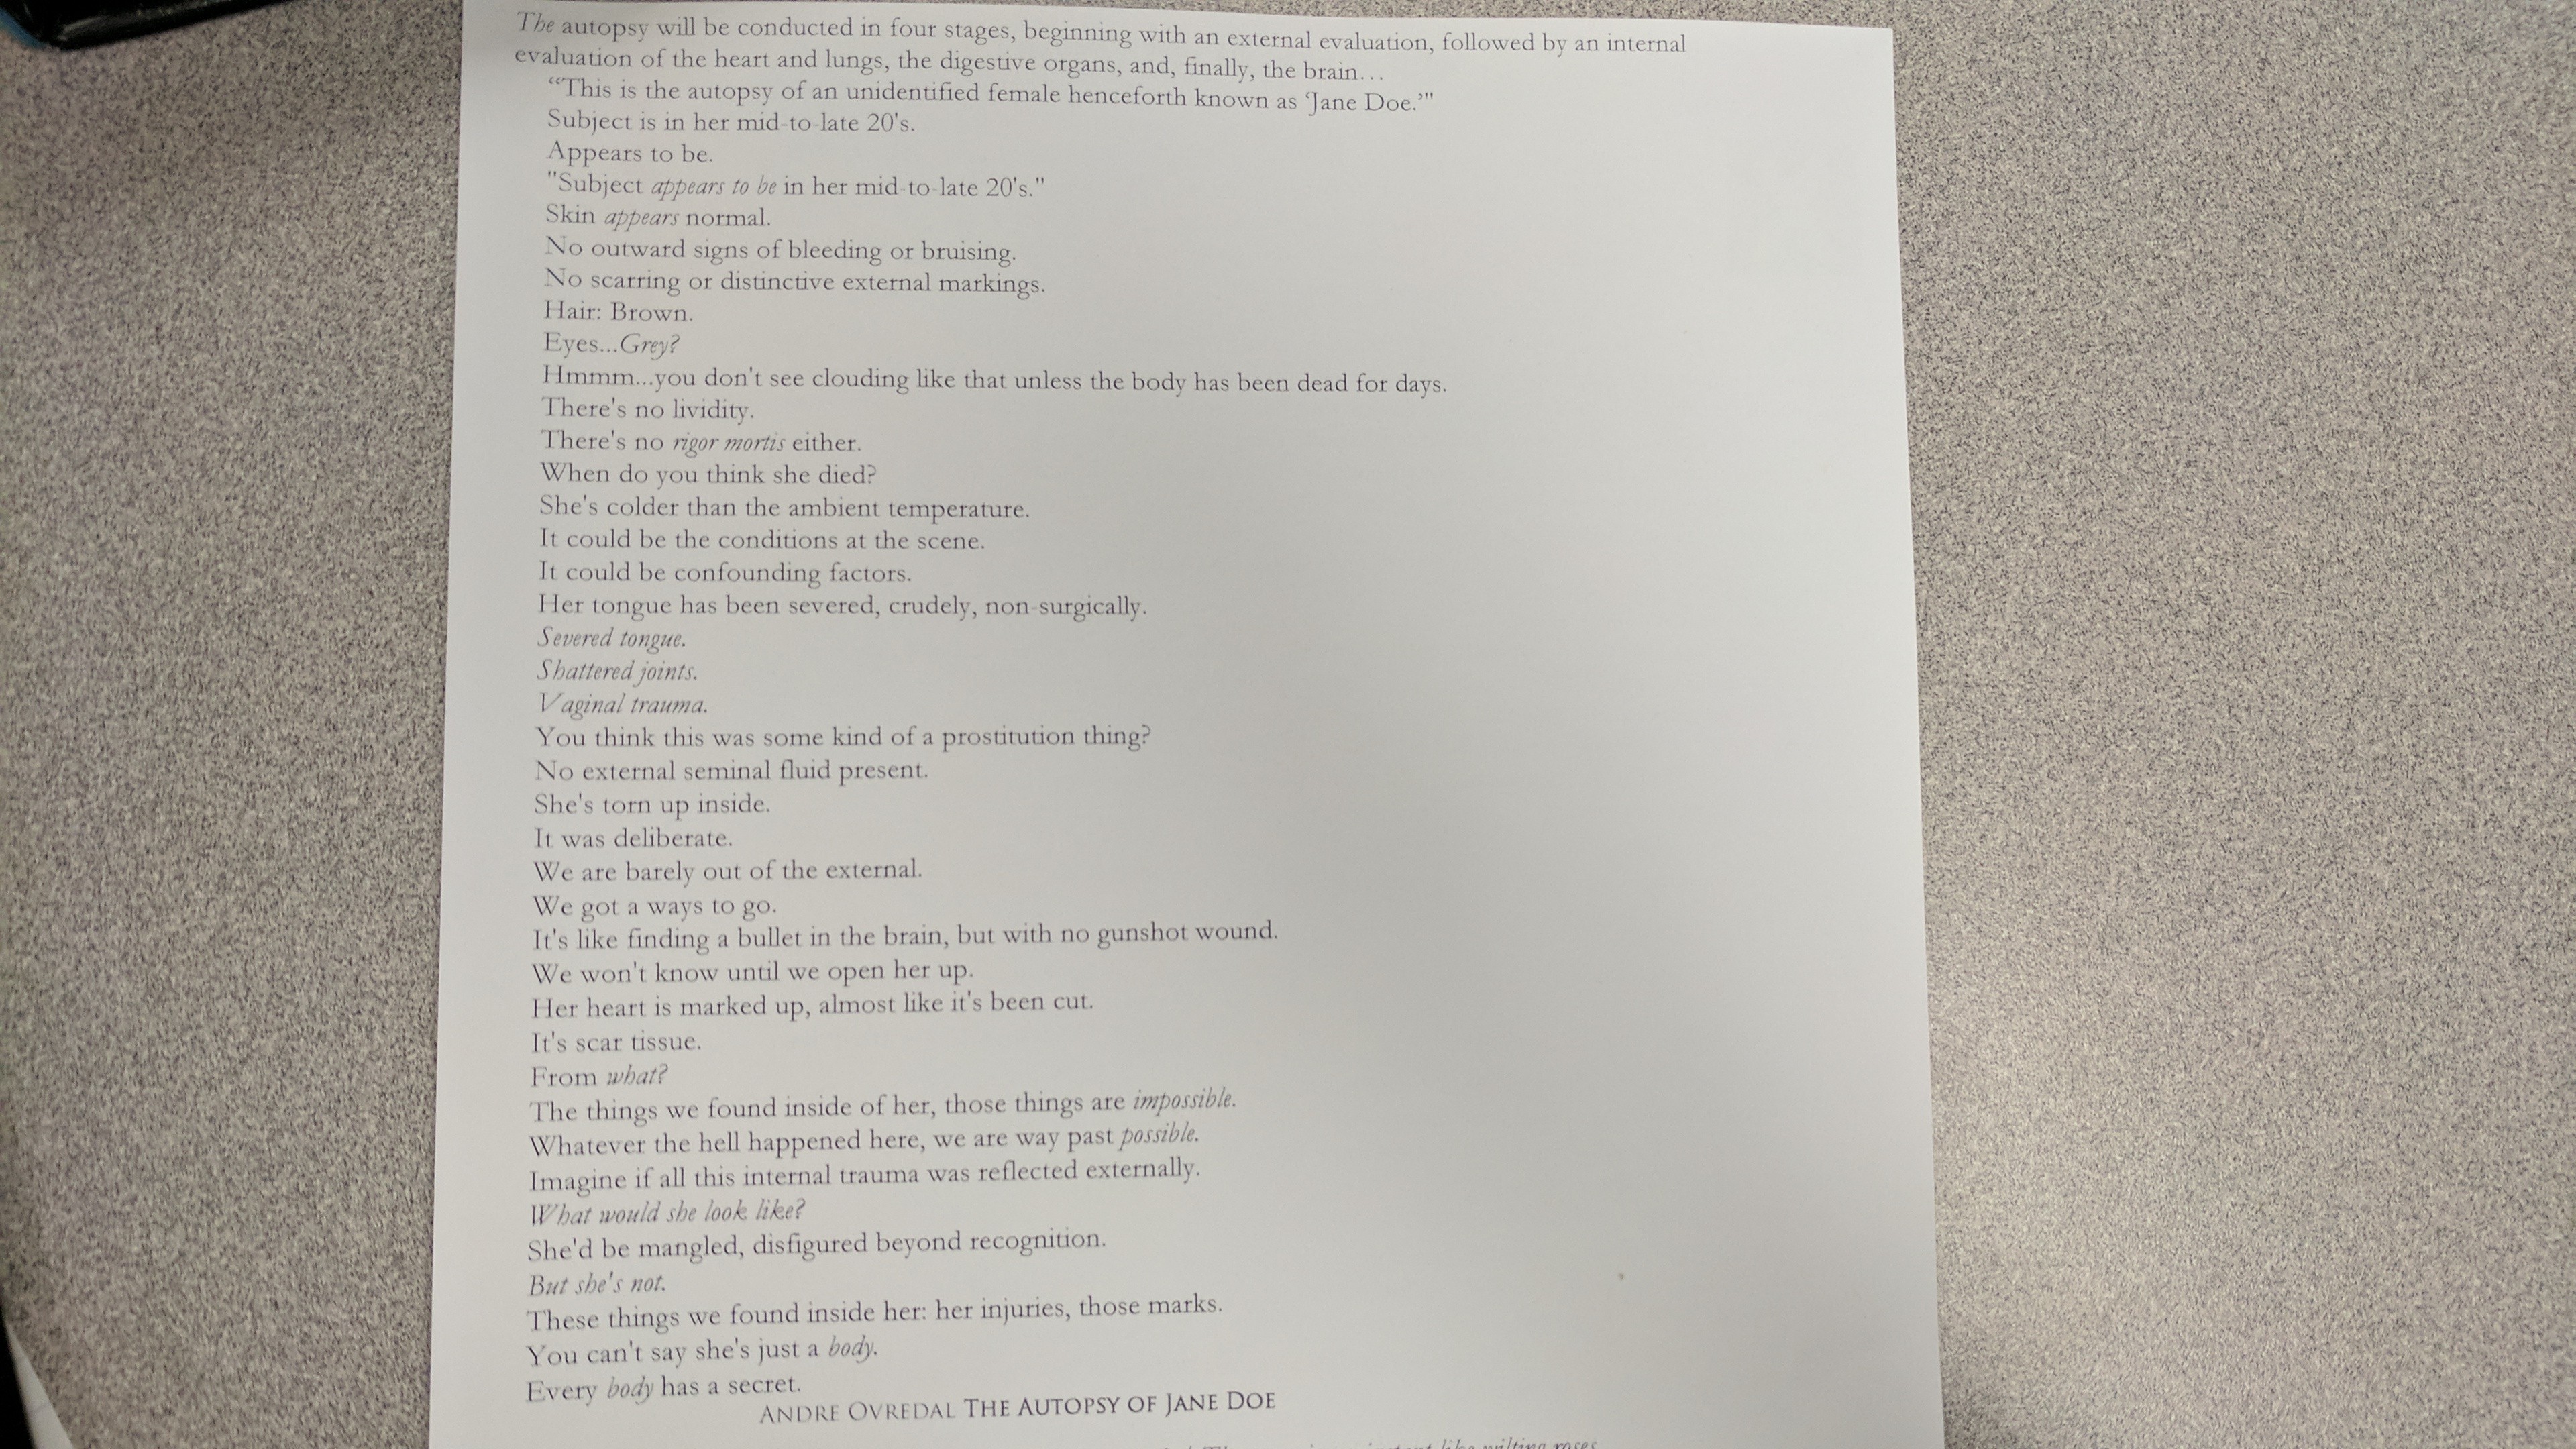 The autopsy will be conducted in four stages, beginning with an external evaluation, followed by an internal
evaluation of the heart and lungs, the digestive organs, and, finally, the brain…
“This is the autopsy of an unidentified female henceforth known as ‘Jane Doe.’"
Subject is in her mid-to-late 20's.
Appears to be.
"Subject appears to be in her mid-to-late 20's."
Skin appears normal.
No outward signs of bleeding or bruising.
No scarring or distinctive external markings.
Hair: Brown.
Eyes...Grey?
Hmmm...you don't see clouding like that unless the body has been dead for days.
There's no lividity.
There's no rigor mortis either.
When do you think she died?
She's colder than the ambient temperature.
It could be the conditions at the scene.
It could be confounding factors.
Her tongue has been severed, crudely, non-surgically.
Severed tongue.
Shattered joints.
Vaginal trauma.
You think this was some kind of a prostitution thing?
No external seminal fluid present.
She's torn up inside.
It was deliberate.
We are barely out of the external.
We got a ways to go.
It's like finding a bullet in the brain, but with no gunshot wound.
We won't know until we open her up.
Her heart is marked up, almost like it's been cut.
It's scar tissue.
From what?
The things we found inside of her, those things are impossible.
Whatever the hell happened here, we are way past possible.
Imagine if all this internal trauma was reflected externally.
What would she look like?
She'd be mangled, disfigured beyond recognition.
But she's not.
These things we found inside her: her injuries, those marks.
You can't say she's just a body.
Every body has a secret.
ANDRE OVREDAL THE AUTOPSY OF JANE DOE
like wilting roses